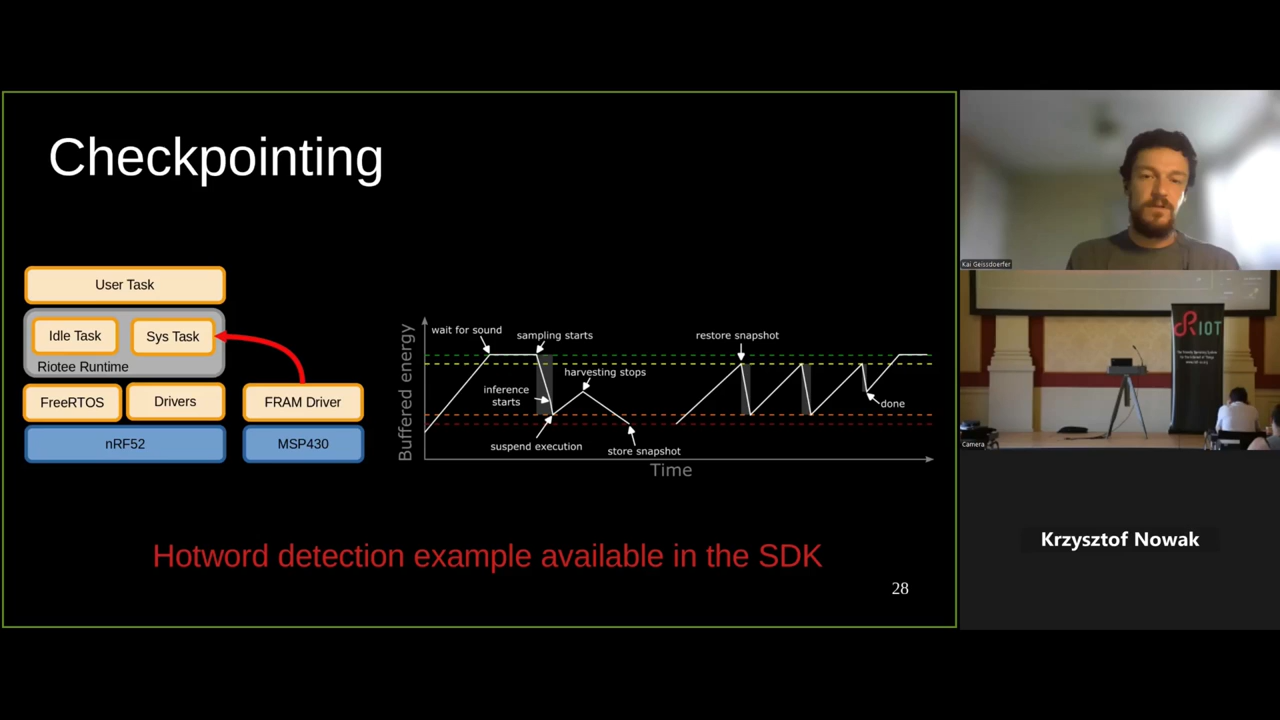 Checkpointing
User Task
Idle Task
Sys Task
Riotee Runtime
FreeRTOS
Drivers
FRAM Driver
nRF52
MSP430
Buffered energy
wait for sound
sampling starts
inference
starts
harvesting stops
suspend execution
store snapshot
restore snapshot
done
Time
Hotword detection example available in the SDK
28
Kai Geissdoerfer
RIOT
Camera
Krzysztof Nowak